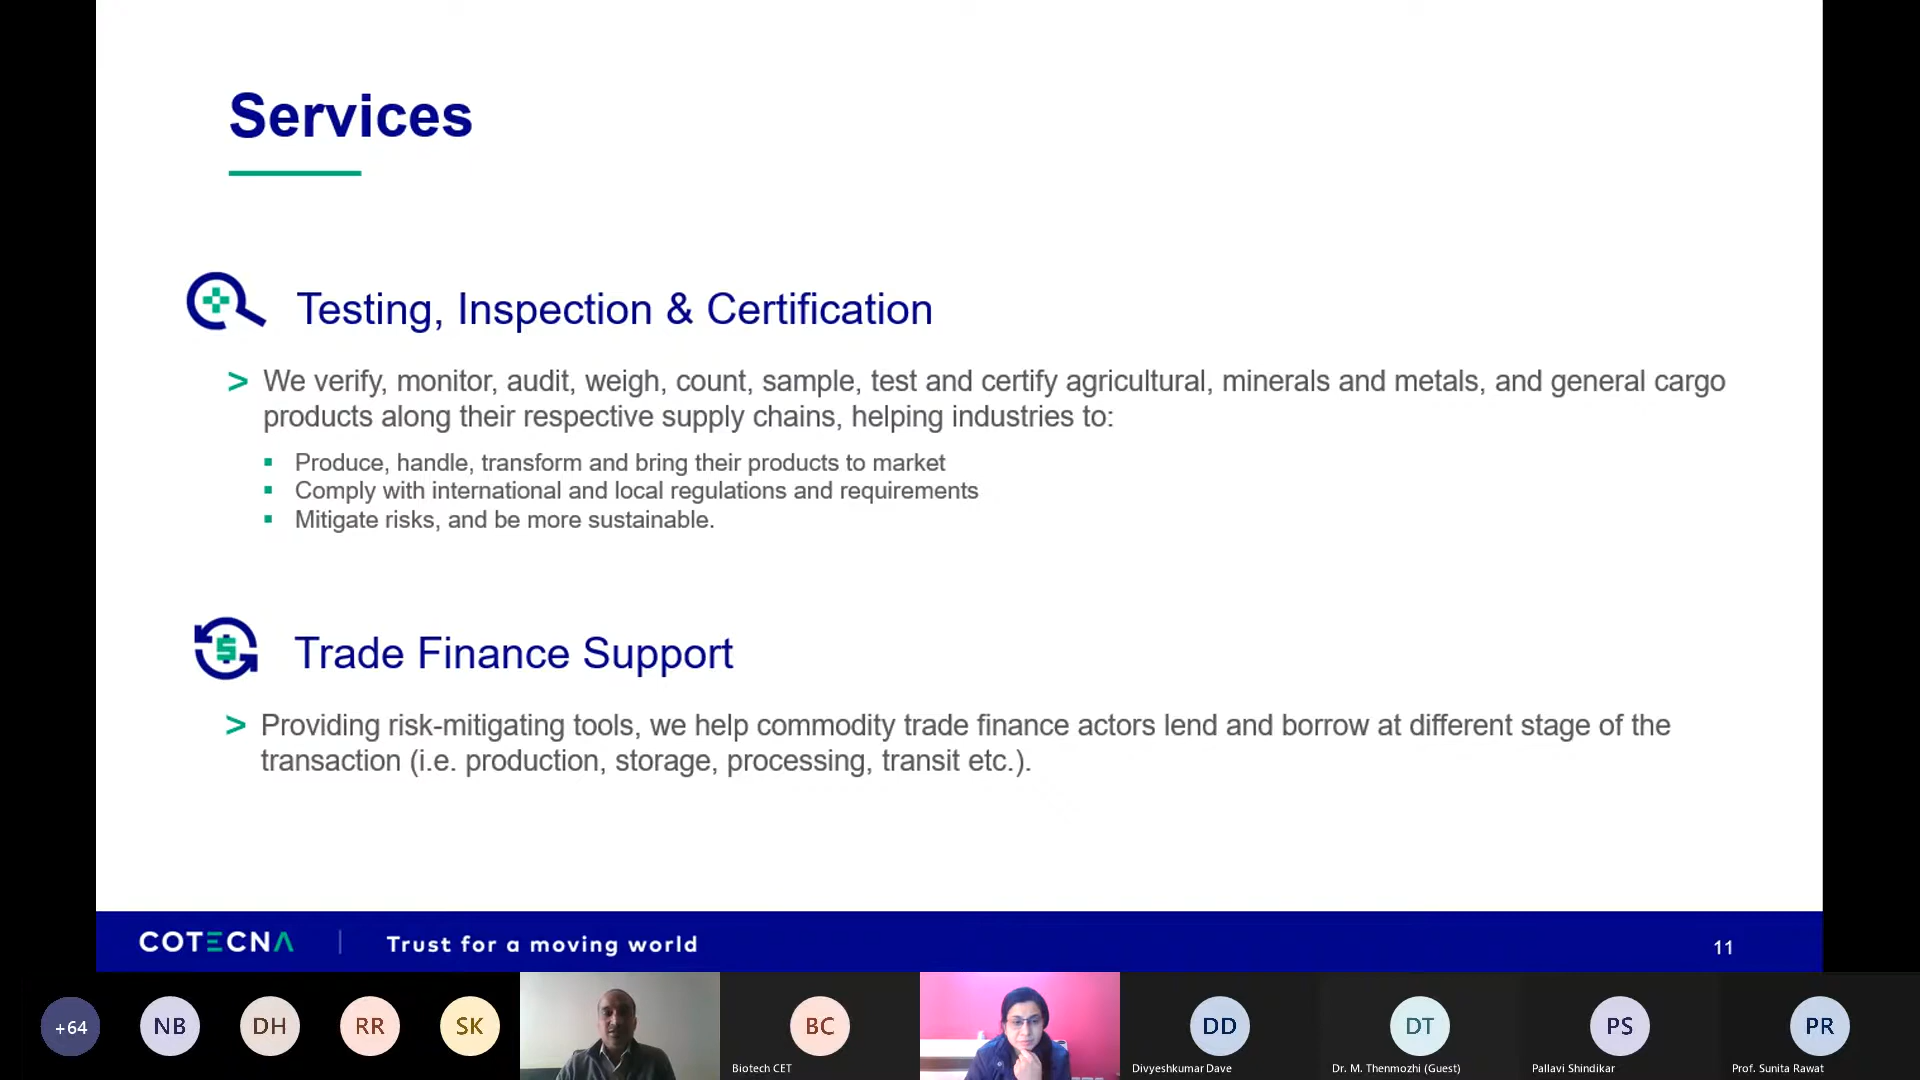 Services
Testing, Inspection & Certification
> We verify, monitor, audit, weigh, count, sample, test and certify agricultural, minerals and metals, and general cargo
products along their respective supply chains, helping industries to:
▪ Produce, handle, transform and bring their products to market
▪ Comply with international and local regulations and requirements
▪ Mitigate risks, and be more sustainable.
$
Trade Finance Support
> Providing risk-mitigating tools, we help commodity trade finance actors lend and borrow at different stage of the
transaction (i.e. production, storage, processing, transit etc.).
COTECNA | Trust for a moving world 11
+64 NB DH RR SK BC DD DT PS PR
Biotech CET Divyeshkumar Dave Dr. M. Thenmozhi (Guest) Pallavi Shindikar Prof. Sunita Rawat